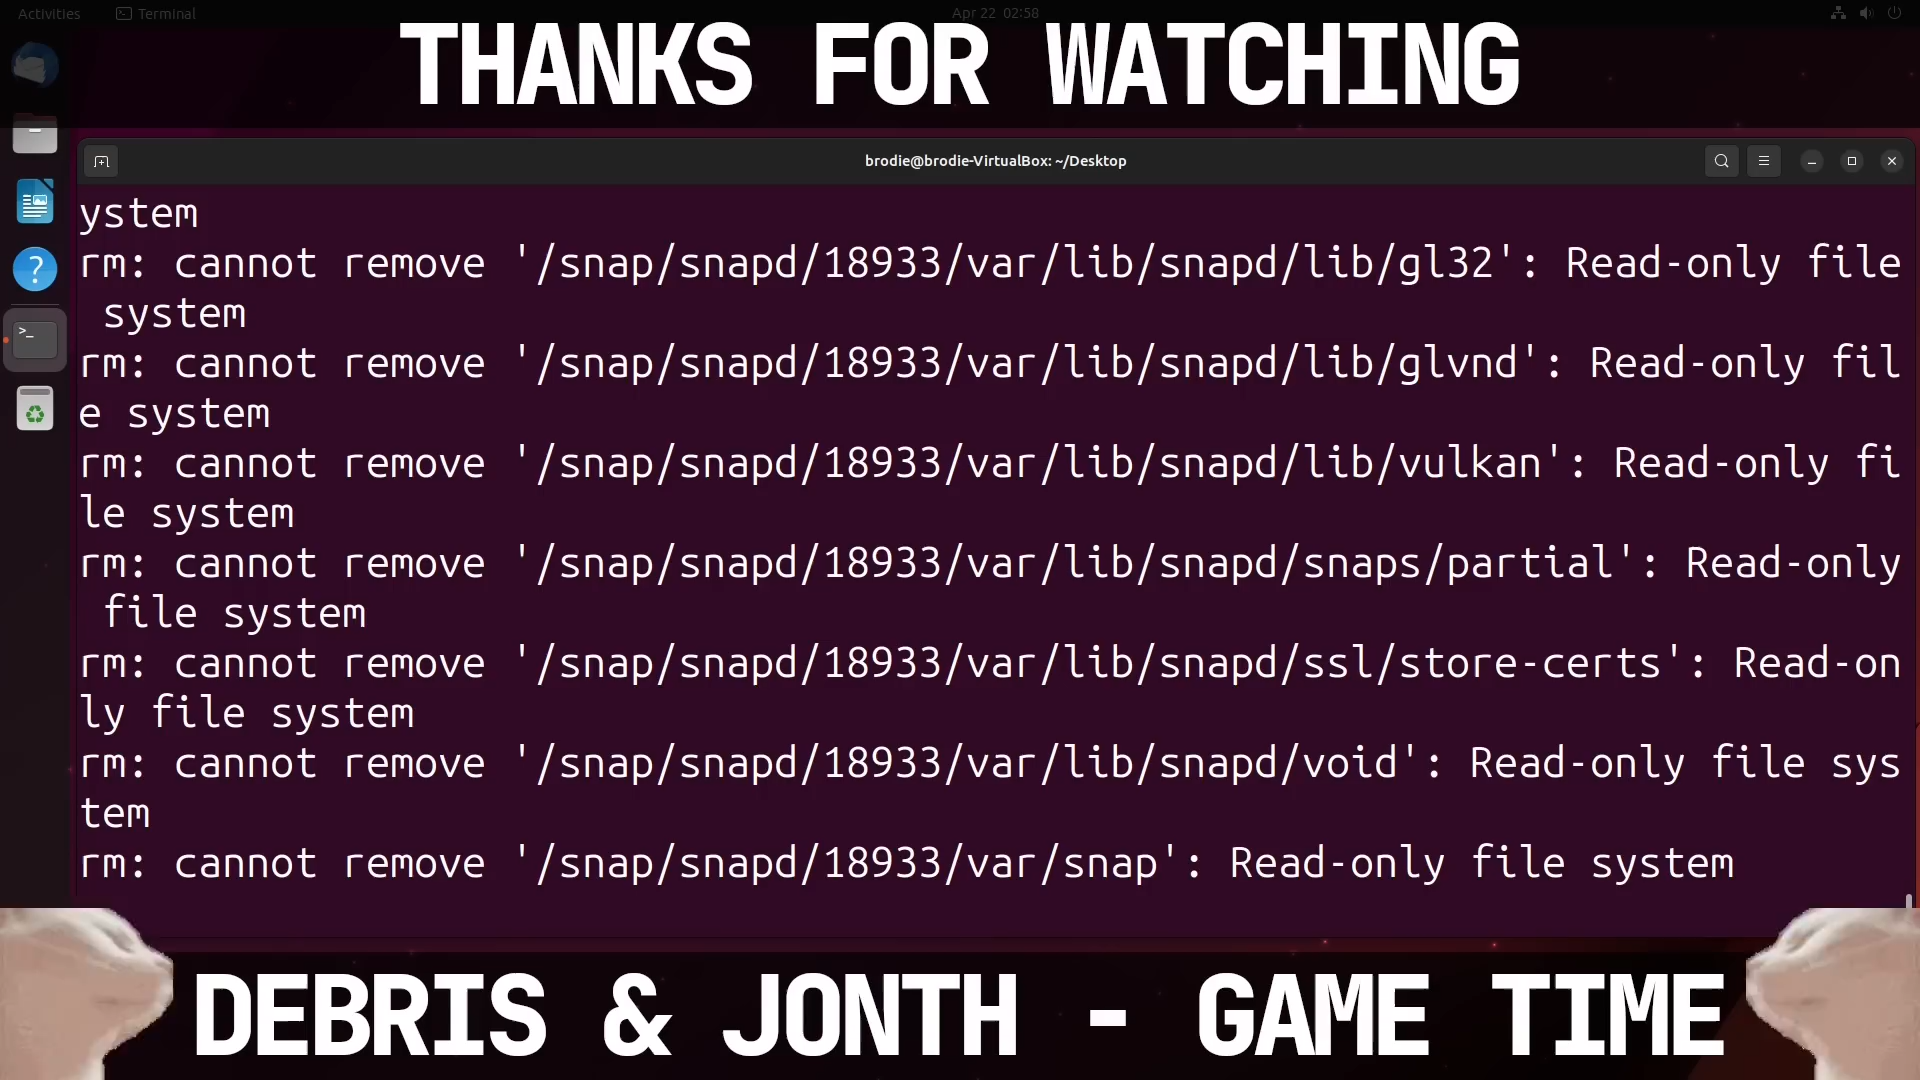 Activities Terminal Apr 22 02:58
THANKS FOR WATCHING
brodie@brodie-VirtualBox: ~/Desktop
ystem
rm: cannot remove '/snap/snapd/18933/var/lib/snapd/lib/gl32': Read-only file
 system
rm: cannot remove '/snap/snapd/18933/var/lib/snapd/lib/glvnd': Read-only fil
e system
rm: cannot remove '/snap/snapd/18933/var/lib/snapd/lib/vulkan': Read-only fi
le system
rm: cannot remove '/snap/snapd/18933/var/lib/snapd/snaps/partial': Read-only
 file system
rm: cannot remove '/snap/snapd/18933/var/lib/snapd/ssl/store-certs': Read-on
ly file system
rm: cannot remove '/snap/snapd/18933/var/lib/snapd/void': Read-only file sys
tem
rm: cannot remove '/snap/snapd/18933/var/snap': Read-only file system
DEBRIS & JONTH - GAME TIME